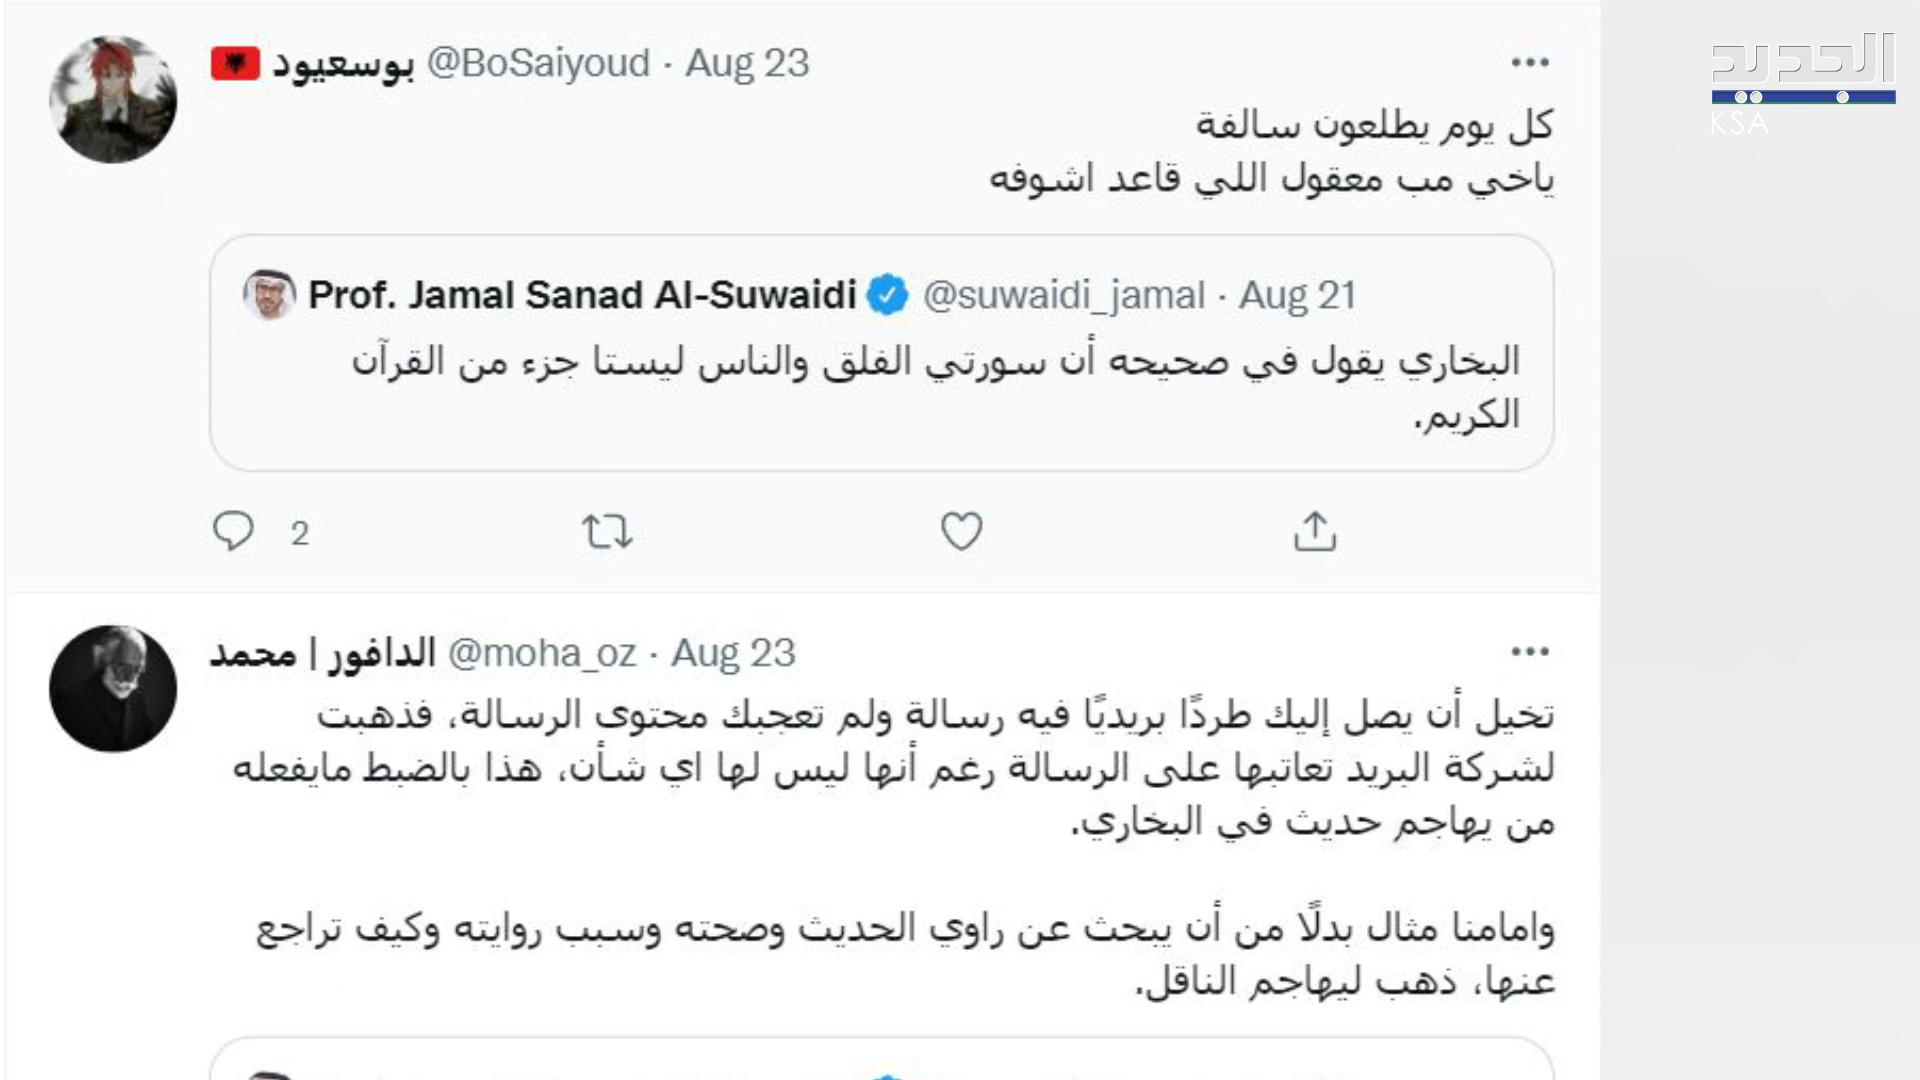 بوسعيود @BoSaiyoud · Aug 23
كل يوم يطلعون سالفة
ياخي مب معقول اللي قاعد اشوفه
Prof. Jamal Sanad Al-Suwaidi @suwaidi_jamal · Aug 21
البخاري يقول في صحيحه أن سورتي الفلق والناس ليستا جزء من القرآن
الكريم.
2
الدافور | محمد @moha_oz · Aug 23
تخيل أن يصل إليك طردًا بريديًا فيه رسالة ولم تعجبك محتوى الرسالة، فذهبت
لشركة البريد تعاتبها على الرسالة رغم أنها ليس لها اي شأن، هذا بالضبط مايفعله
من يهاجم حديث في البخاري.
وامامنا مثال بدلًا من أن يبحث عن راوي الحديث وصحته وسبب روايته وكيف تراجع
عنها، ذهب ليهاجم الناقل.
الجديد
KSA